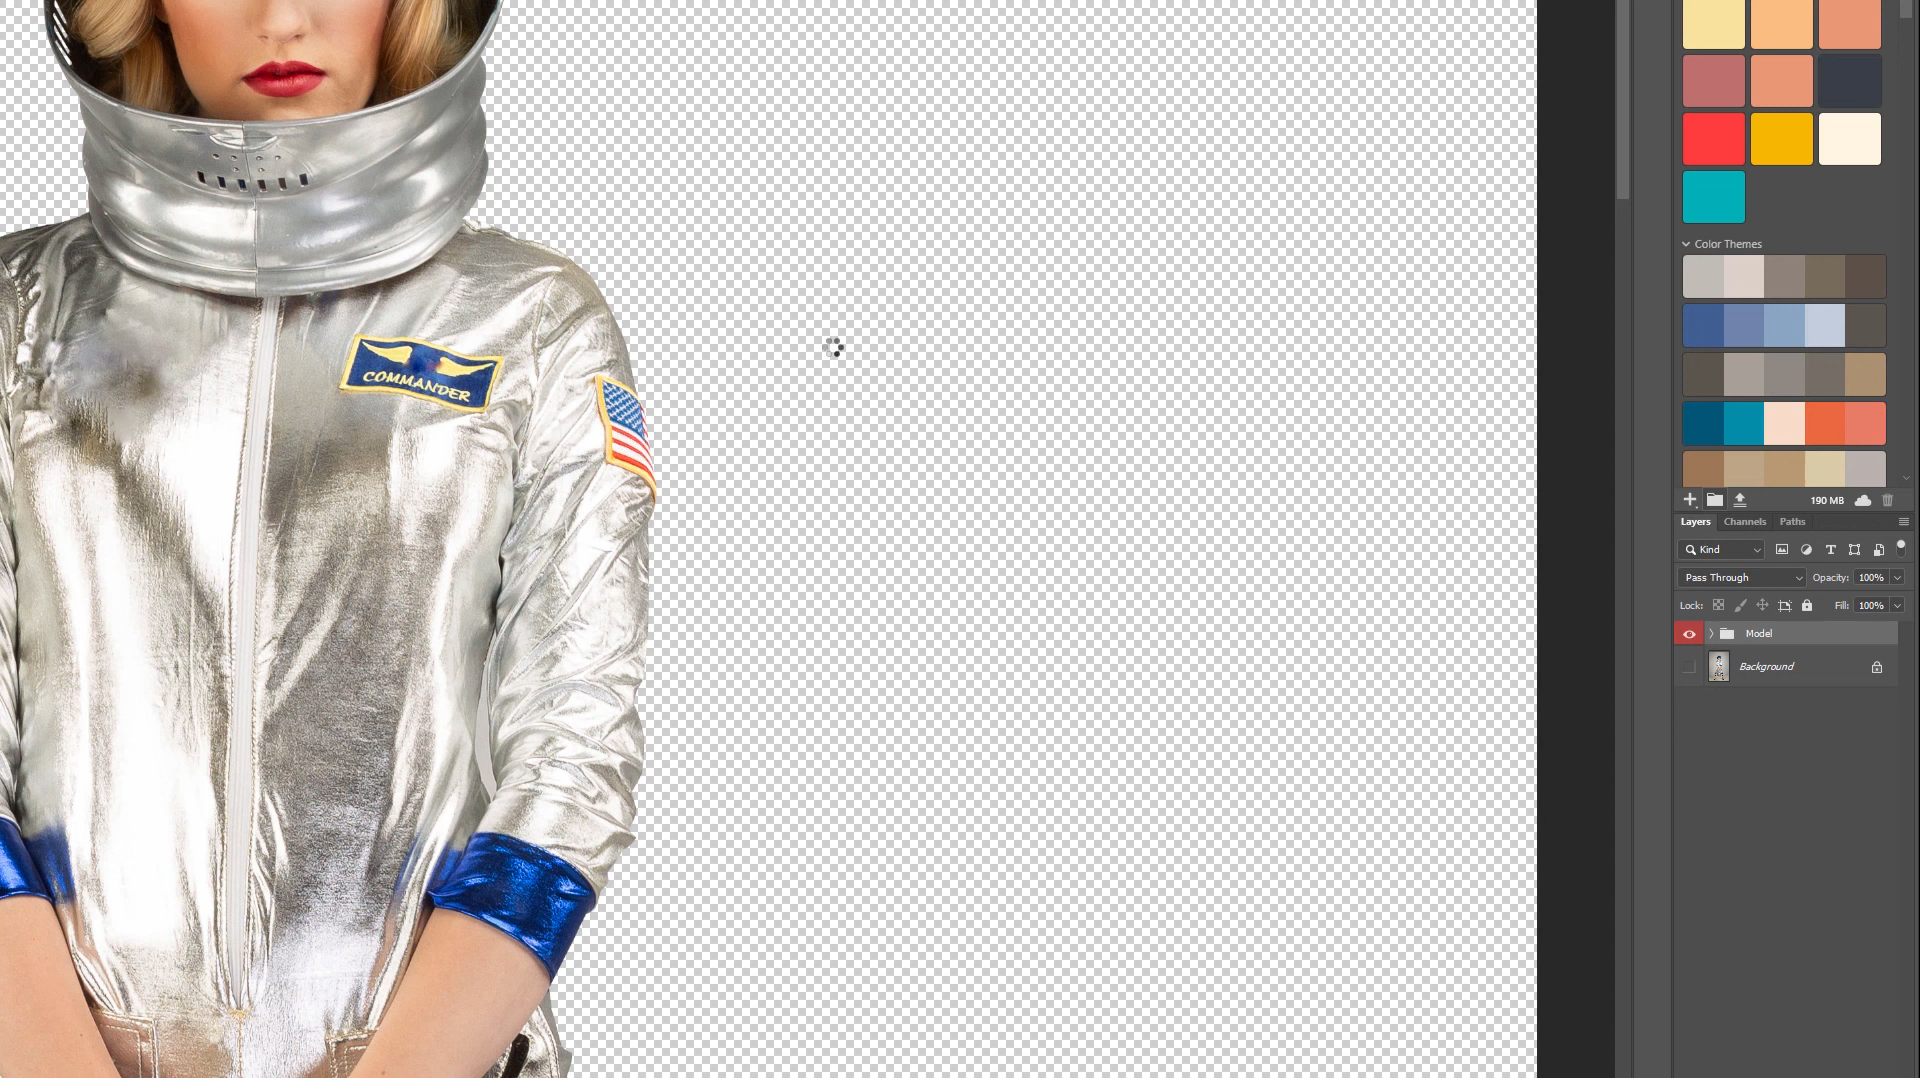 COMMANDER
Color Themes
190 MB
Layers Channels Paths
Kind
Pass Through Opacity: 100%
Lock: Fill: 100%
Model
Background